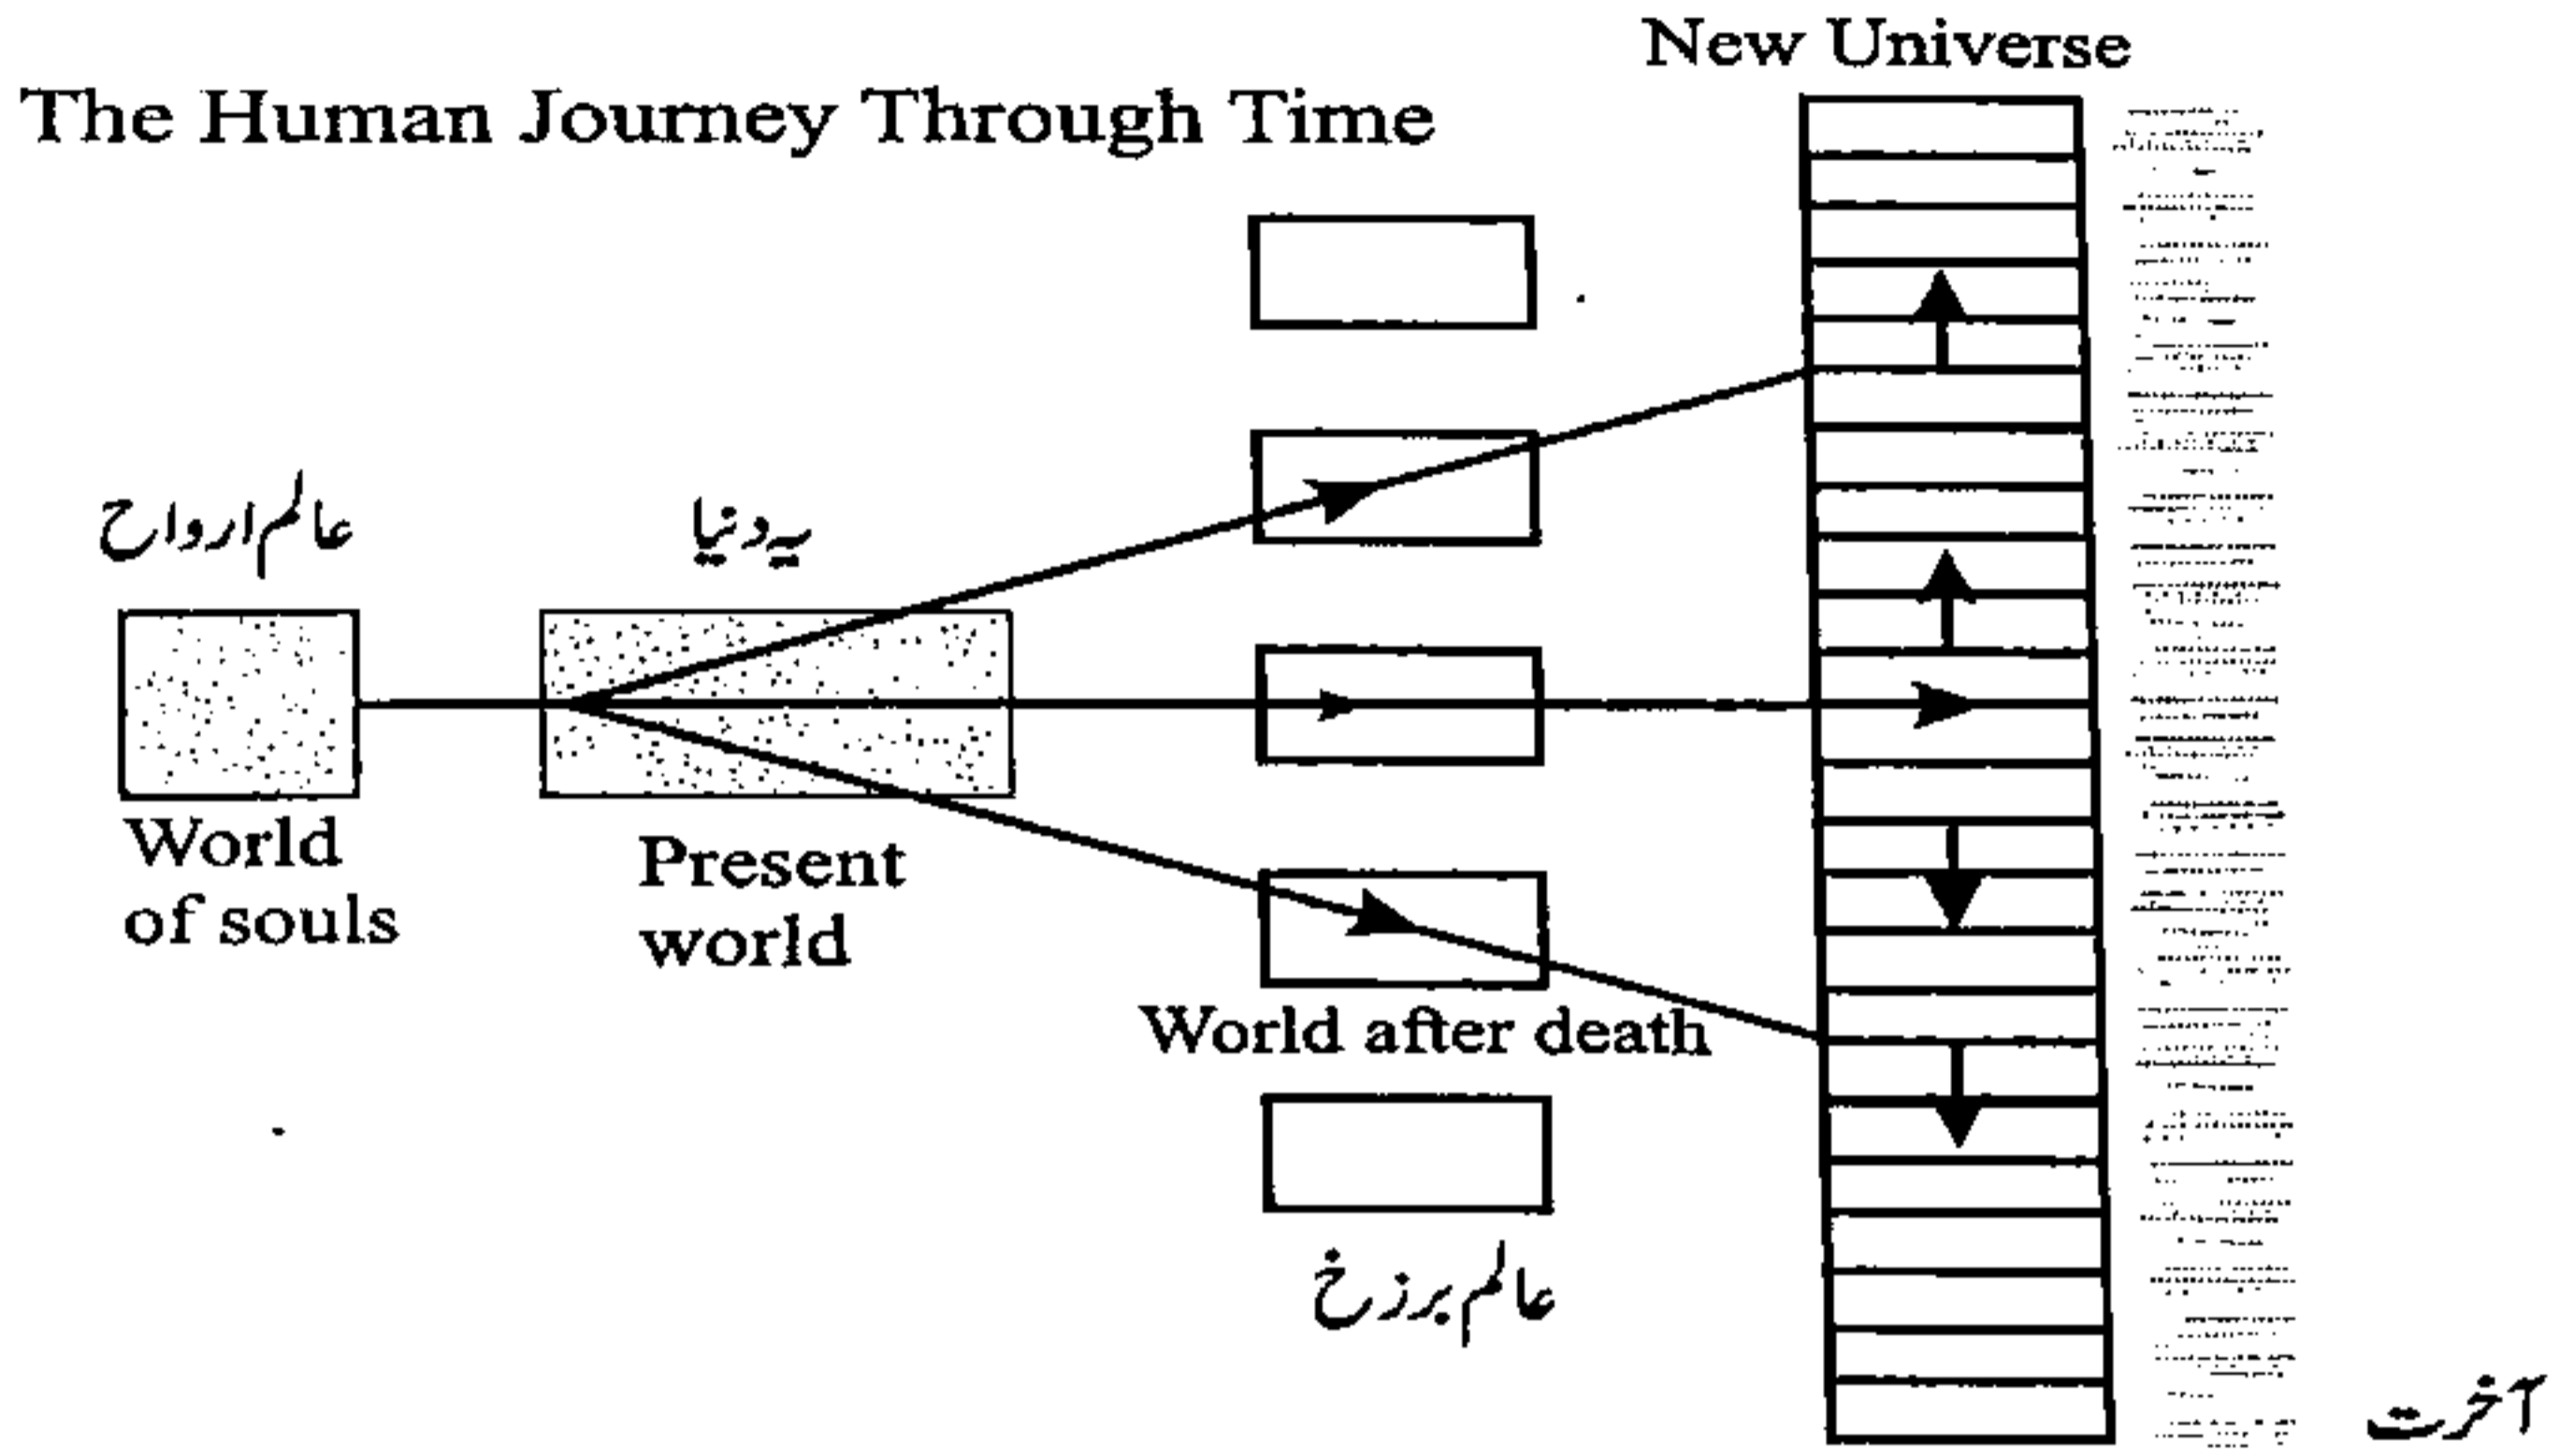 New Universe
The Human Journey Through Time
عالم ارواح
یہ دنیا
World
of souls
Present
world
World after death
عالم برزخ
آخرت